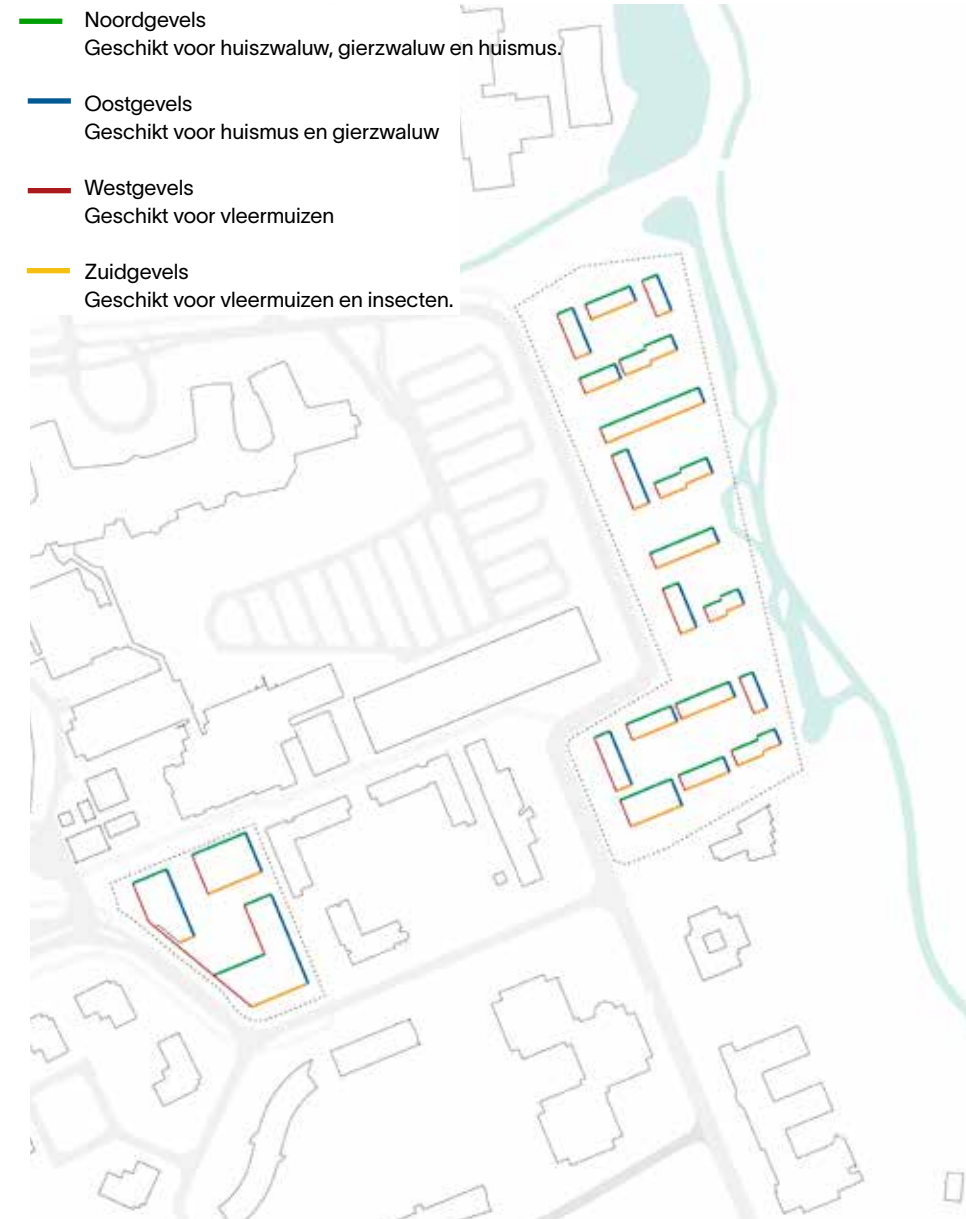 Noordgevels
Geschikt voor huiszwaluw, gierzwaluw en huismus.
Oostgevels
Geschikt voor huismus en gierzwaluw
Westgevels
Geschikt voor vleermuizen
Zuidgevels
Geschikt voor vleermuizen en insecten.